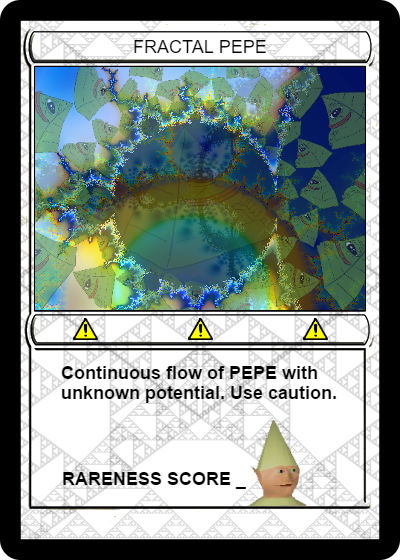 FRACTAL PEPE
Continuous flow of PEPE with
unknown potential. Use caution.
RARENESS SCORE _